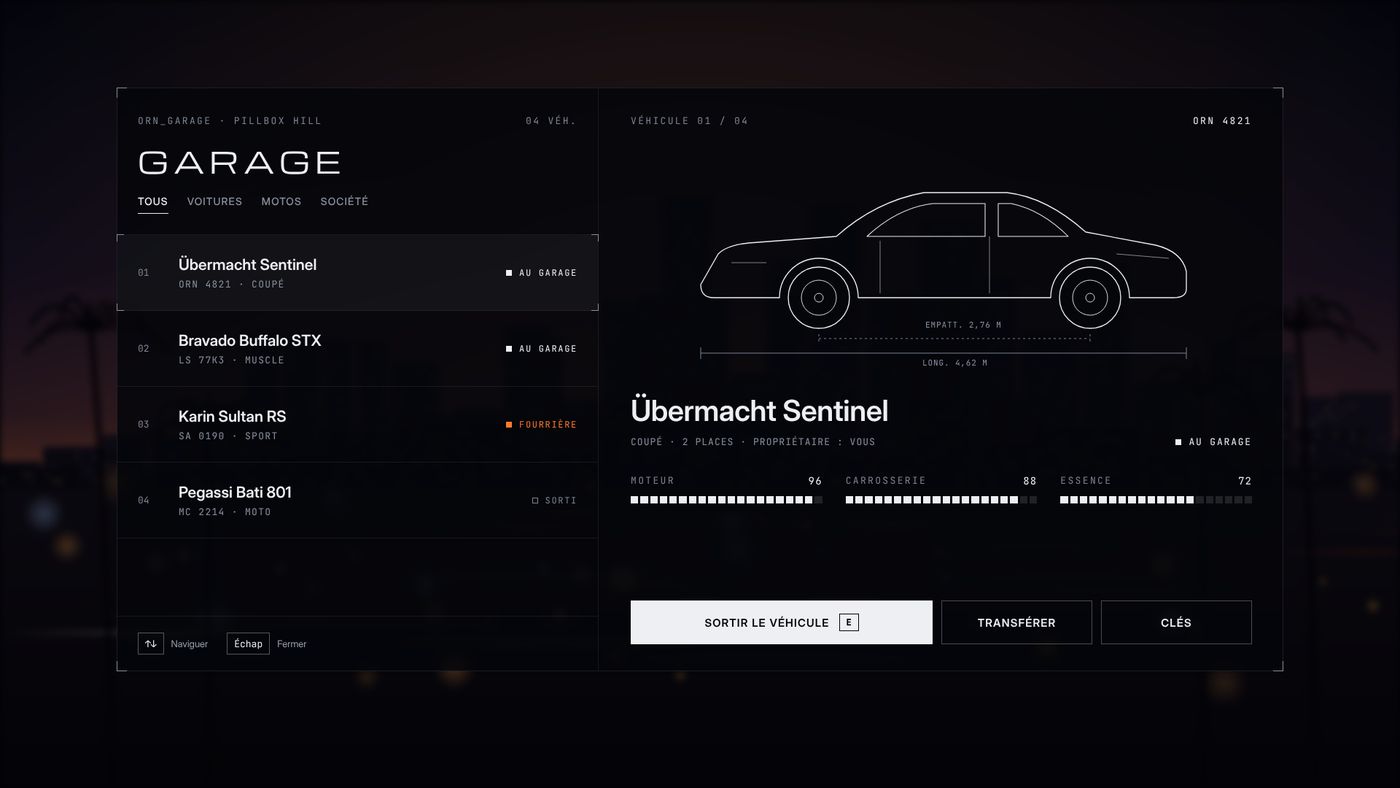 ORN_GARAGE · PILLBOX HILL
04 VÉH.
GARAGE
TOUS VOITURES MOTOS SOCIÉTÉ
01
Übermacht Sentinel
ORN 4821 · COUPÉ
AU GARAGE
02
Bravado Buffalo STX
LS 77K3 · MUSCLE
AU GARAGE
03
Karin Sultan RS
SA 0190 · SPORT
FOURRIÈRE
04
Pegassi Bati 801
MC 2214 · MOTO
SORTI
↑↓ Naviguer Échap Fermer
VÉHICULE 01 / 04
ORN 4821
EMPATT. 2,76 M
LONG. 4,62 M
Übermacht Sentinel
COUPÉ · 2 PLACES · PROPRIÉTAIRE : VOUS
AU GARAGE
MOTEUR 96
CARROSSERIE 88
ESSENCE 72
SORTIR LE VÉHICULE E
TRANSFÉRER
CLÉS